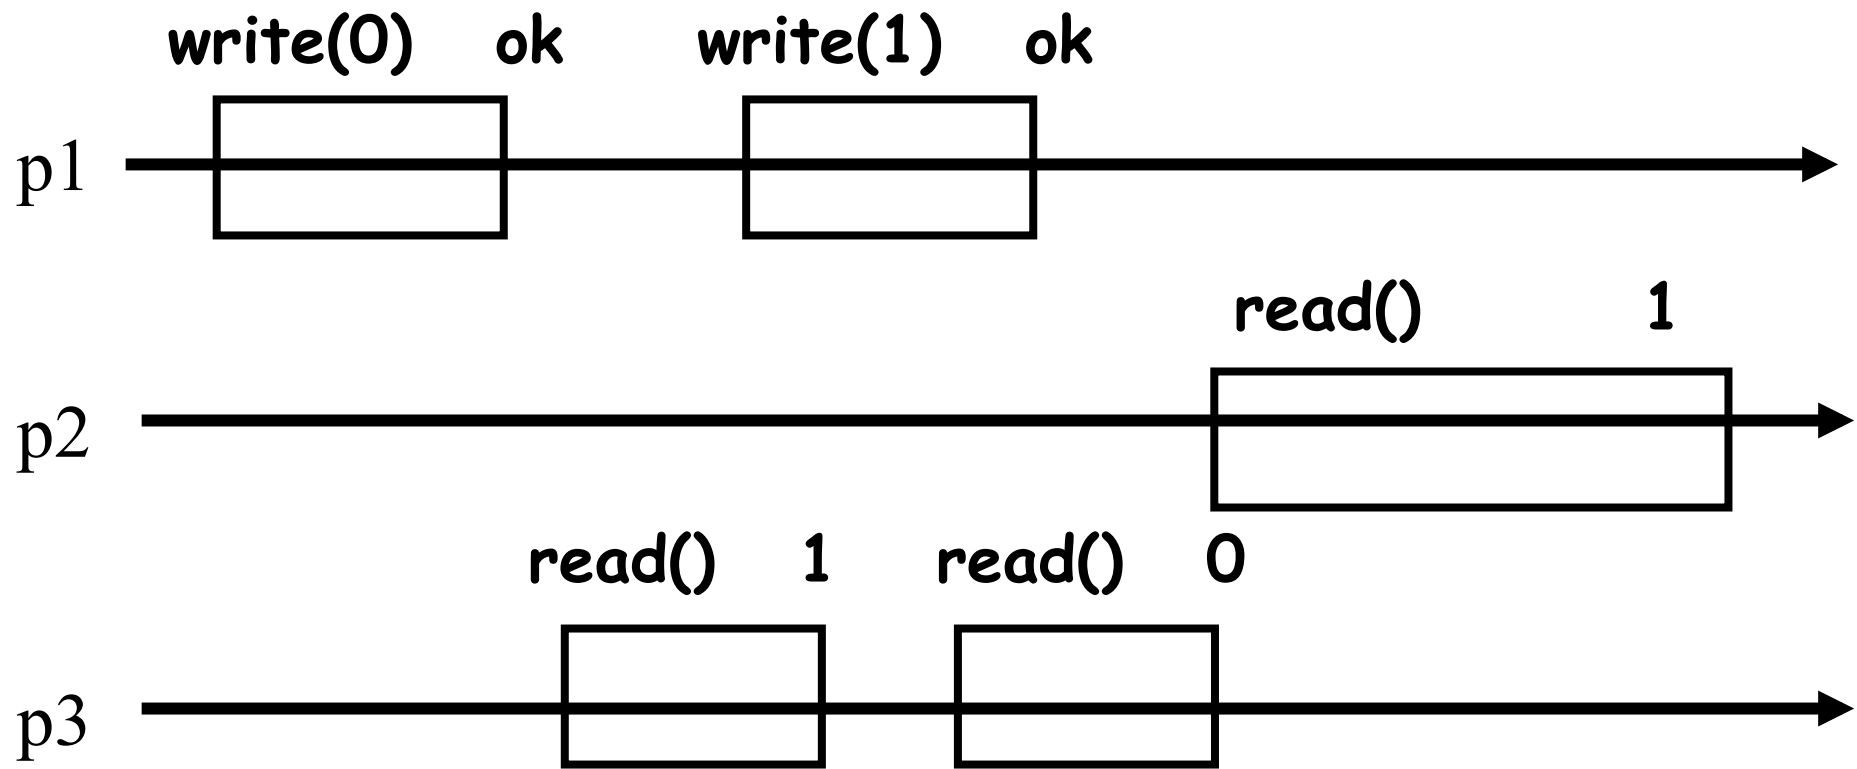 write(0) ok write(1) ok
p1
read() 1
p2
read() 1 read() 0
p3